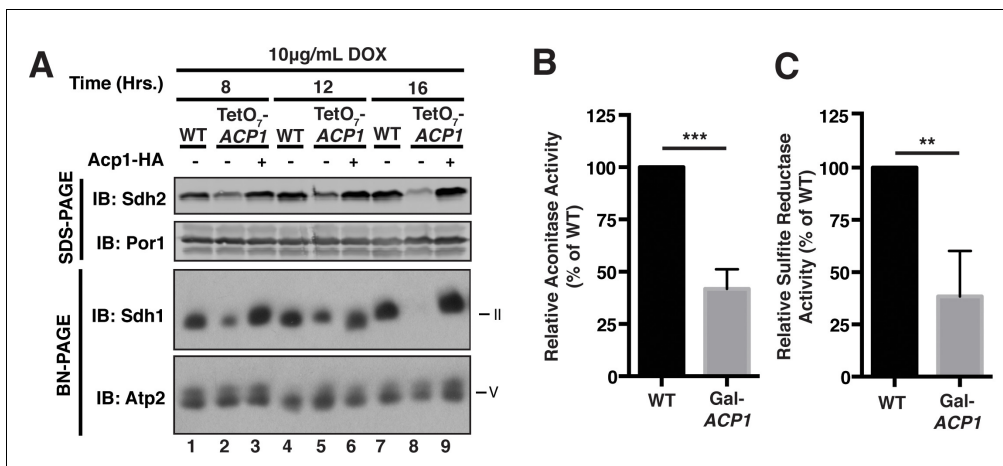 A
10µg/mL DOX
Time (Hrs.) 8 12 16
WT TetO7-ACP1 WT TetO7-ACP1 WT TetO7-ACP1
Acp1-HA - - + - - + - - +
SDS-PAGE
IB: Sdh2
IB: Por1
BN-PAGE
IB: Sdh1
II
IB: Atp2
V
1 2 3 4 5 6 7 8 9
B
Relative Aconitase Activity
(% of WT)
125
100
75
50
25
0
***
WT Gal-ACP1
C
Relative Sulfite Reductase
Activity (% of WT)
125
100
75
50
25
0
**
WT Gal-ACP1